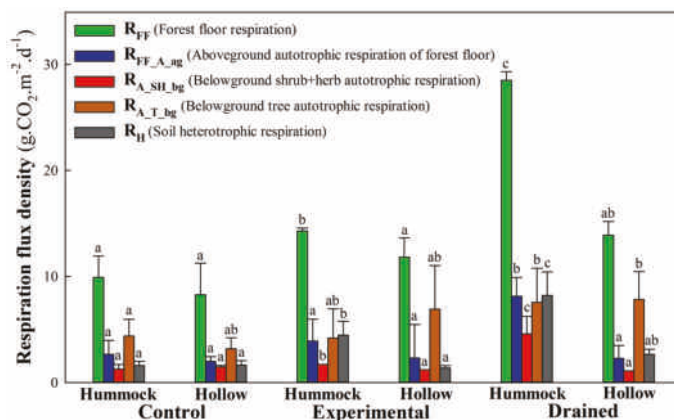 Respiration flux density (g.CO₂.m⁻².d⁻¹)
30
20
10
0
R_FF (Forest floor respiration)
R_FF_A_ag (Aboveground autotrophic respiration of forest floor)
R_A_SH_bg (Belowground shrub+herb autotrophic respiration)
R_A_T_bg (Belowground tree autotrophic respiration)
R_H (Soil heterotrophic respiration)
a a a a a
a a a a a
b a b ab b
a a a ab a
c b c b c
ab a a b ab
Hummock Hollow Hummock Hollow Hummock Hollow
Control Experimental Drained